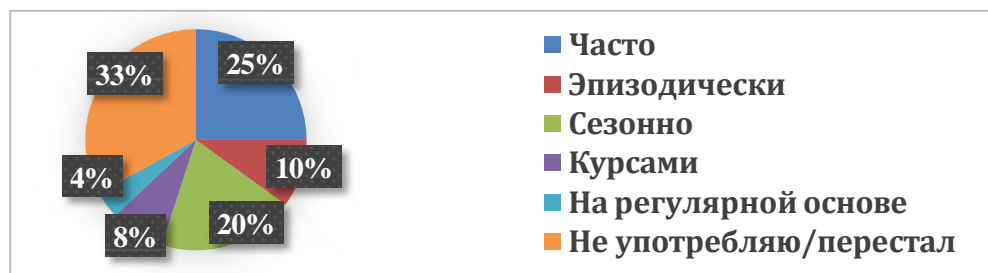 25%
10%
20%
8%
4%
33%
Часто
Эпизодически
Сезонно
Курсами
На регулярной основе
Не употребляю/перестал